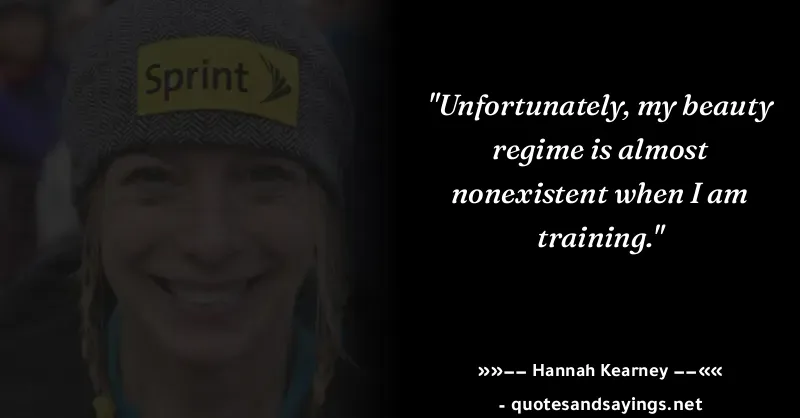 Sprint
"Unfortunately, my beauty
regime is almost
nonexistent when I am
training."
»»−− Hannah Kearney −−««
- quotesandsayings.net